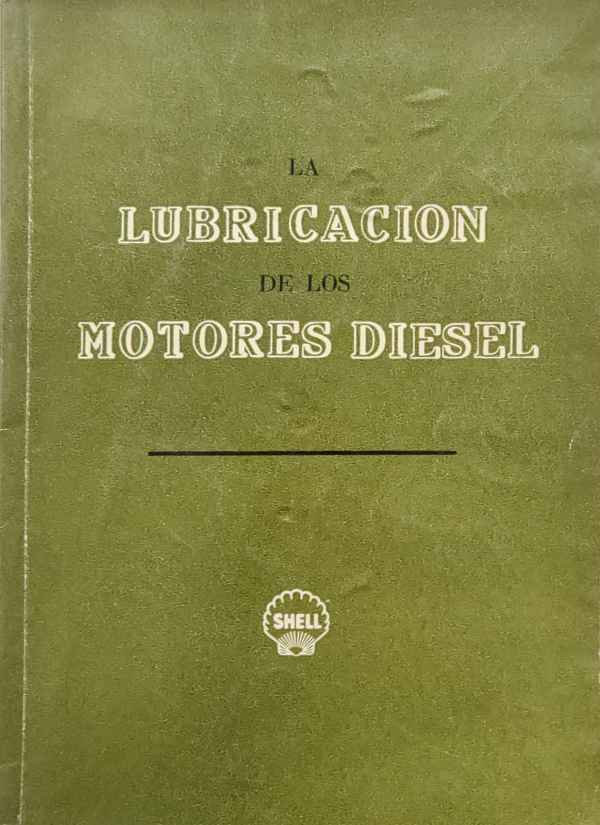 LA
LUBRICACION
DE LOS
MOTORES DIESEL
SHELL